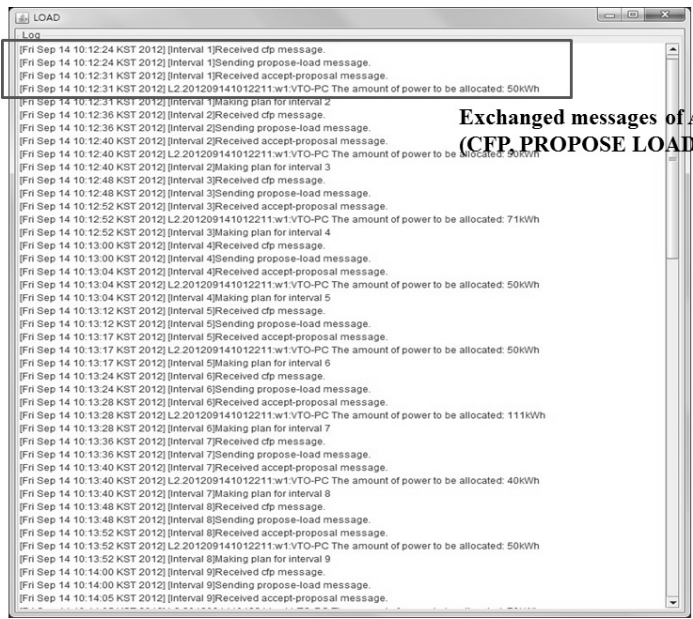 LOAD
Log
[Fri Sep 14 10:12:24 KST 2012] [Interval 1]Received cfp message.
[Fri Sep 14 10:12:24 KST 2012] [Interval 1]Sending propose-load message.
[Fri Sep 14 10:12:31 KST 2012] [Interval 1]Received accept-proposal message.
[Fri Sep 14 10:12:31 KST 2012] L2.201209141012211:w1:VTO-PC The amount of power to be allocated: 50kWh
[Fri Sep 14 10:12:31 KST 2012] [Interval 1]Making plan for interval 2
[Fri Sep 14 10:12:36 KST 2012] [Interval 2]Received cfp message.
[Fri Sep 14 10:12:36 KST 2012] [Interval 2]Sending propose-load message.
[Fri Sep 14 10:12:40 KST 2012] [Interval 2]Received accept-proposal message.
[Fri Sep 14 10:12:40 KST 2012] L2.201209141012211:w1:VTO-PC The amount of power to be allocated: 90kWh
Exchanged messages of
(CFP, PROPOSE LOAD
[Fri Sep 14 10:12:40 KST 2012] [Interval 2]Making plan for interval 3
[Fri Sep 14 10:12:48 KST 2012] [Interval 3]Received cfp message.
[Fri Sep 14 10:12:48 KST 2012] [Interval 3]Sending propose-load message.
[Fri Sep 14 10:12:52 KST 2012] [Interval 3]Received accept-proposal message.
[Fri Sep 14 10:12:52 KST 2012] L2.201209141012211:w1:VTO-PC The amount of power to be allocated: 71kWh
[Fri Sep 14 10:12:52 KST 2012] [Interval 3]Making plan for interval 4
[Fri Sep 14 10:13:00 KST 2012] [Interval 4]Received cfp message.
[Fri Sep 14 10:13:00 KST 2012] [Interval 4]Sending propose-load message.
[Fri Sep 14 10:13:04 KST 2012] [Interval 4]Received accept-proposal message.
[Fri Sep 14 10:13:04 KST 2012] L2.201209141012211:w1:VTO-PC The amount of power to be allocated: 50kWh
[Fri Sep 14 10:13:04 KST 2012] [Interval 4]Making plan for interval 5
[Fri Sep 14 10:13:12 KST 2012] [Interval 5]Received cfp message.
[Fri Sep 14 10:13:12 KST 2012] [Interval 5]Sending propose-load message.
[Fri Sep 14 10:13:17 KST 2012] [Interval 5]Received accept-proposal message.
[Fri Sep 14 10:13:17 KST 2012] L2.201209141012211:w1:VTO-PC The amount of power to be allocated: 50kWh
[Fri Sep 14 10:13:17 KST 2012] [Interval 5]Making plan for interval 6
[Fri Sep 14 10:13:24 KST 2012] [Interval 6]Received cfp message.
[Fri Sep 14 10:13:24 KST 2012] [Interval 6]Sending propose-load message.
[Fri Sep 14 10:13:28 KST 2012] [Interval 6]Received accept-proposal message.
[Fri Sep 14 10:13:28 KST 2012] L2.201209141012211:w1:VTO-PC The amount of power to be allocated: 111kWh
[Fri Sep 14 10:13:28 KST 2012] [Interval 6]Making plan for interval 7
[Fri Sep 14 10:13:36 KST 2012] [Interval 7]Received cfp message.
[Fri Sep 14 10:13:36 KST 2012] [Interval 7]Sending propose-load message.
[Fri Sep 14 10:13:40 KST 2012] [Interval 7]Received accept-proposal message.
[Fri Sep 14 10:13:40 KST 2012] L2.201209141012211:w1:VTO-PC The amount of power to be allocated: 40kWh
[Fri Sep 14 10:13:40 KST 2012] [Interval 7]Making plan for interval 8
[Fri Sep 14 10:13:48 KST 2012] [Interval 8]Received cfp message.
[Fri Sep 14 10:13:48 KST 2012] [Interval 8]Sending propose-load message.
[Fri Sep 14 10:13:52 KST 2012] [Interval 8]Received accept-proposal message.
[Fri Sep 14 10:13:52 KST 2012] L2.201209141012211:w1:VTO-PC The amount of power to be allocated: 50kWh
[Fri Sep 14 10:13:52 KST 2012] [Interval 8]Making plan for interval 9
[Fri Sep 14 10:14:00 KST 2012] [Interval 9]Received cfp message.
[Fri Sep 14 10:14:00 KST 2012] [Interval 9]Sending propose-load message.
[Fri Sep 14 10:14:05 KST 2012] [Interval 9]Received accept-proposal message.